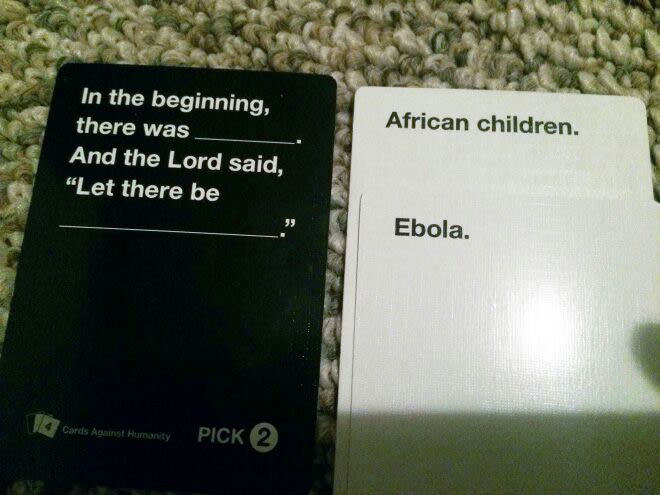 In the beginning,
there was ________.
And the Lord said,
“Let there be
________________.”
4 Cards Against Humanity
PICK 2
African children.
Ebola.